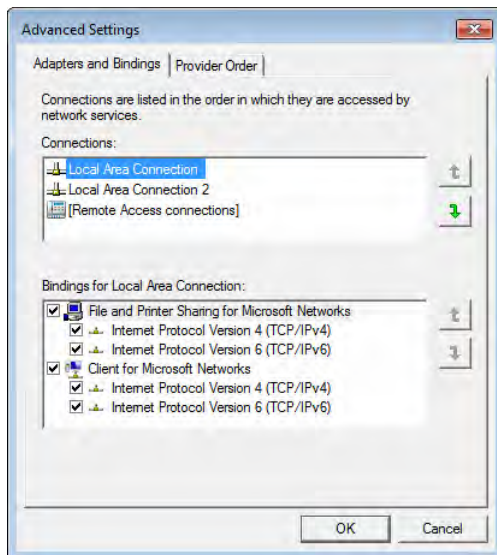 Advanced Settings
Adapters and Bindings
Provider Order
Connections are listed in the order in which they are accessed by
network services.
Connections:
Local Area Connection
Local Area Connection 2
[Remote Access connections]
Bindings for Local Area Connection:
File and Printer Sharing for Microsoft Networks
Internet Protocol Version 4 (TCP/IPv4)
Internet Protocol Version 6 (TCP/IPv6)
Client for Microsoft Networks
Internet Protocol Version 4 (TCP/IPv4)
Internet Protocol Version 6 (TCP/IPv6)
OK
Cancel